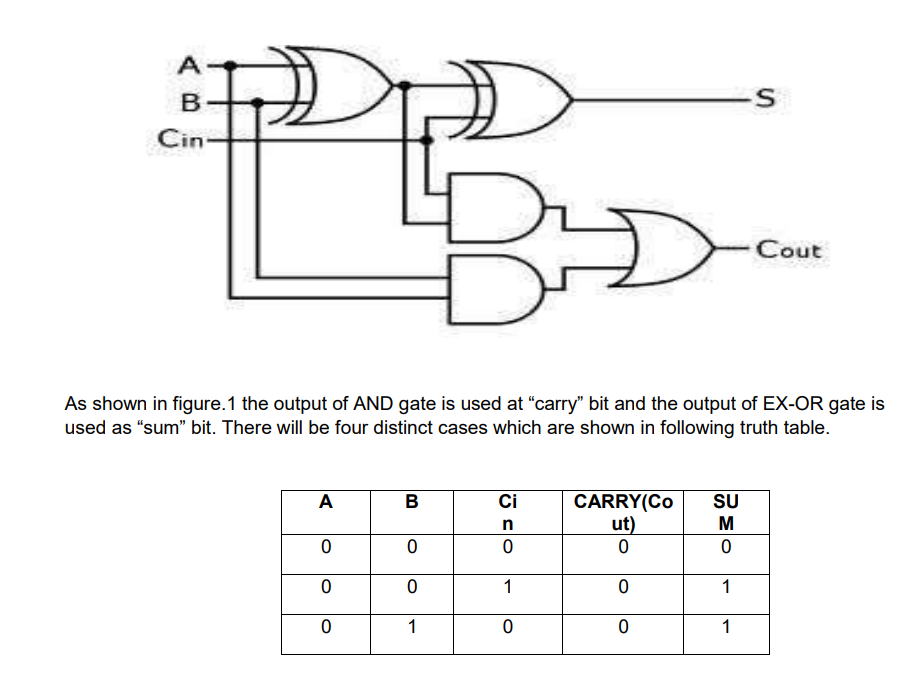 A
B
Cin
S
Cout
As shown in figure.1 the output of AND gate is used at “carry” bit and the output of EX-OR gate is
used as “sum” bit. There will be four distinct cases which are shown in following truth table.
A B Ci CARRY(Co SU
n ut) M
0 0 0 0 0
0 0 1 0 1
0 1 0 0 1